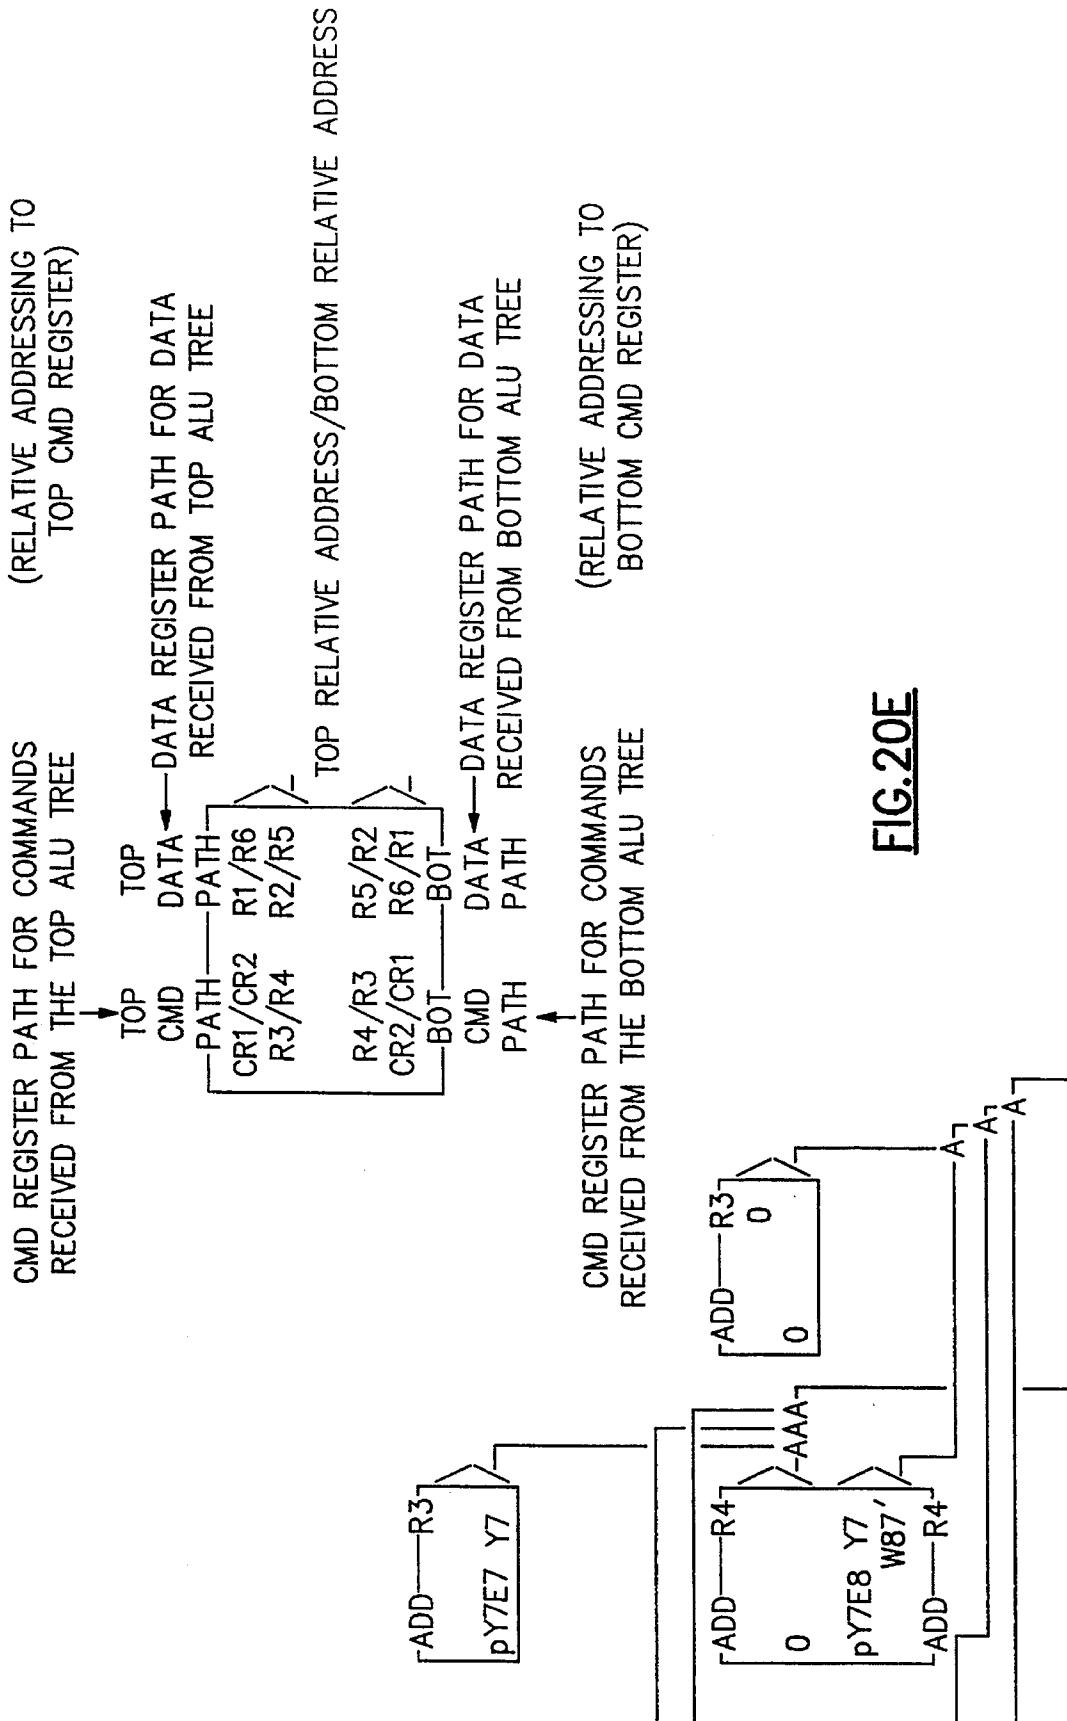 CMD REGISTER PATH FOR COMMANDS
RECEIVED FROM THE TOP ALU TREE
(RELATIVE ADDRESSING TO
TOP CMD REGISTER)
TOP TOP
CMD DATA
DATA REGISTER PATH FOR DATA
RECEIVED FROM TOP ALU TREE
PATH PATH
CR1/CR2 R1/R6
R3/R4 R2/R5
TOP RELATIVE ADDRESS/BOTTOM RELATIVE ADDRESS
R4/R3 R5/R2
CR2/CR1 R6/R1
BOT BOT
CMD DATA
PATH PATH
DATA REGISTER PATH FOR DATA
RECEIVED FROM BOTTOM ALU TREE
CMD REGISTER PATH FOR COMMANDS
RECEIVED FROM THE BOTTOM ALU TREE
(RELATIVE ADDRESSING TO
BOTTOM CMD REGISTER)
ADD R3
pY7E7 Y7
ADD R4
0
AAA
pY7E8 Y7
W87'
ADD R4
ADD R3
0
0
A
A
A
FIG.20E